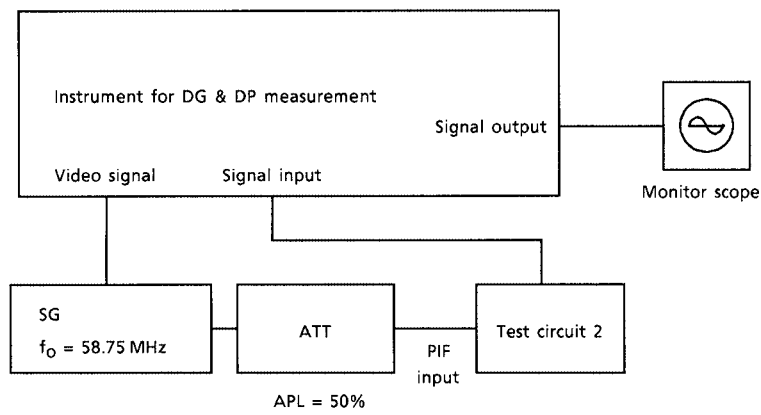 Instrument for DG & DP measurement
Signal output
Video signal
Signal input
Monitor scope
SG
fo = 58.75 MHz
ATT
PIF
input
Test circuit 2
APL = 50%